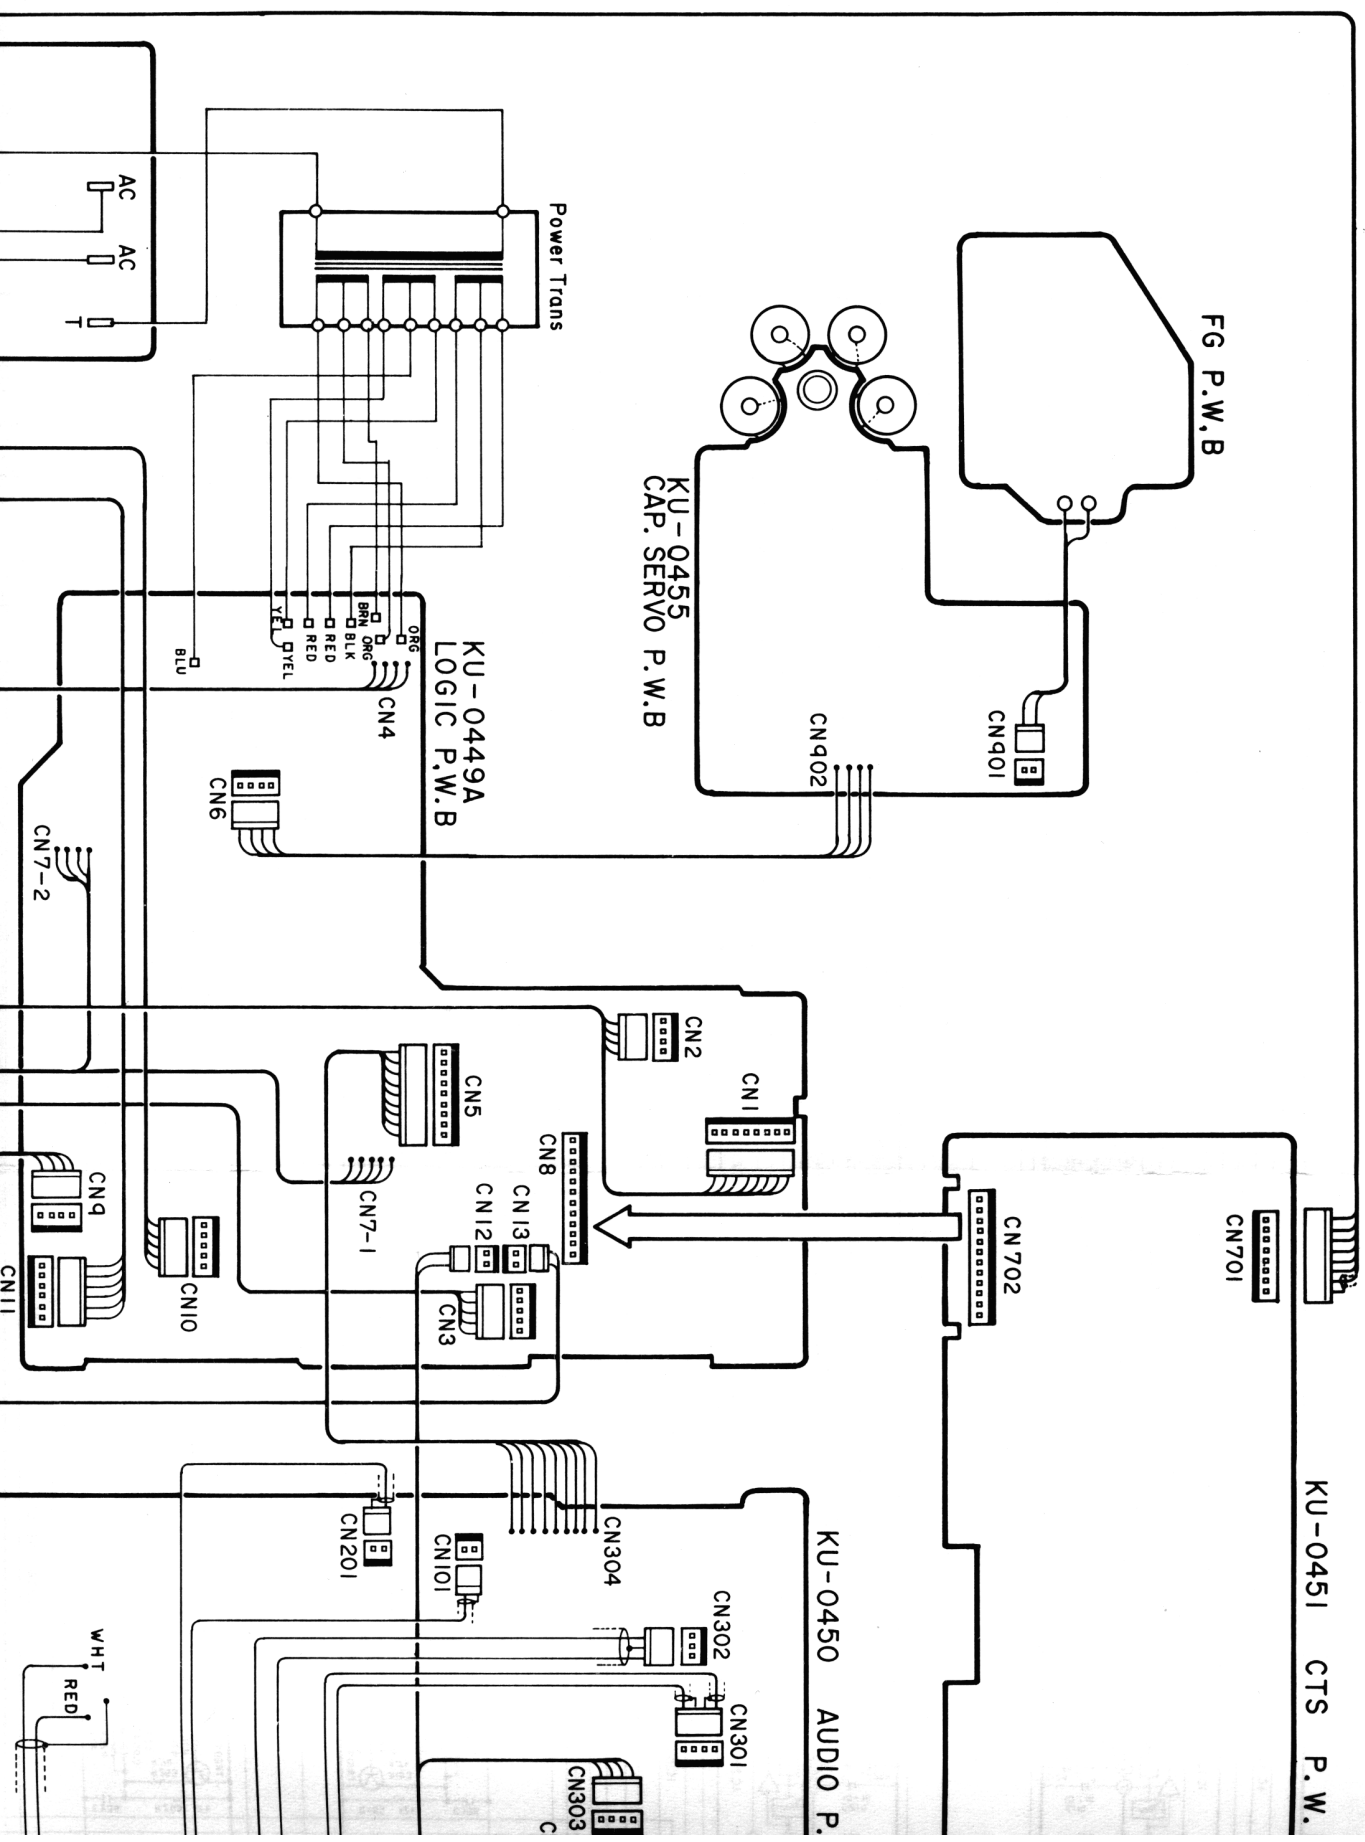 AC
AC
T
Power Trans
FG P.W.B
KU-0455
CAP. SERVO P.W.B
KU-0449A
LOGIC P.W.B
BLU
YEL
YEL
RED
RED
BLK
BRN
ORG
ORG
CN4
CN6
CN902
CN901
CN7-2
CN2
CN1
CN5
CN8
CN7-1
CN12
CN13
CN3
CN9
CN10
CN11
CN702
CN701
KU-0451 CTS P.W.
KU-0450 AUDIO P.
CN304
CN201
CN101
CN302
CN301
CN303
C
WHT
RED